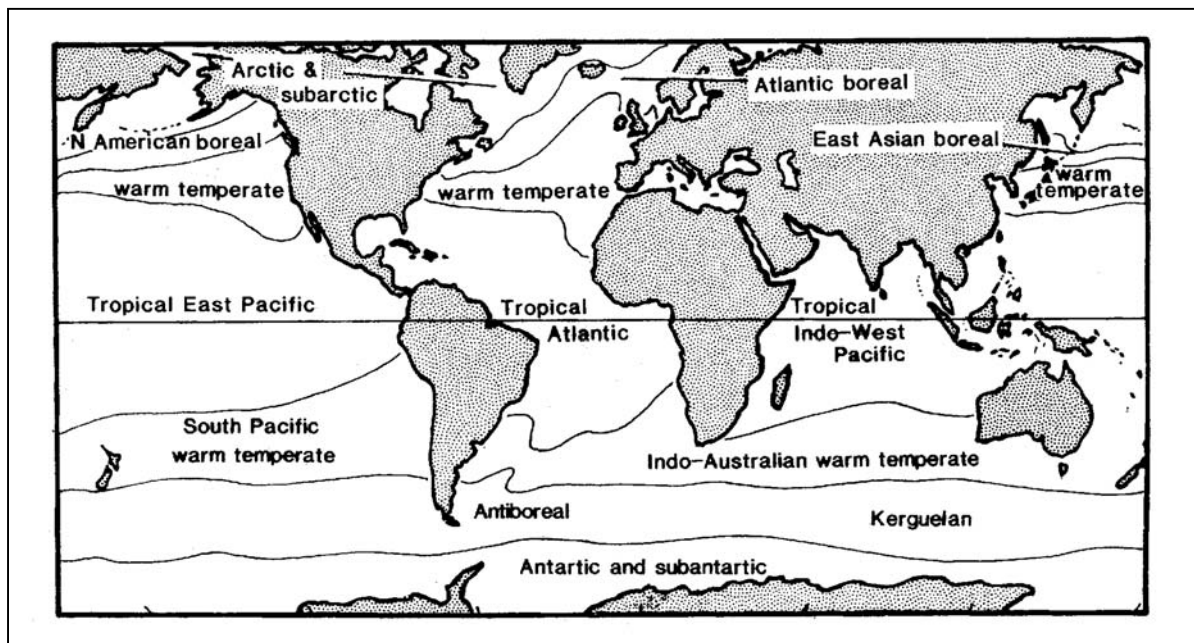 Arctic &
subarctic
Atlantic boreal
N American boreal
East Asian boreal
warm temperate
warm temperate
warm
temperate
Tropical East Pacific
Tropical
Atlantic
Tropical
Indo-West
Pacific
South Pacific
warm temperate
Indo-Australian warm temperate
Antiboreal
Kerguelan
Antartic and subantartic